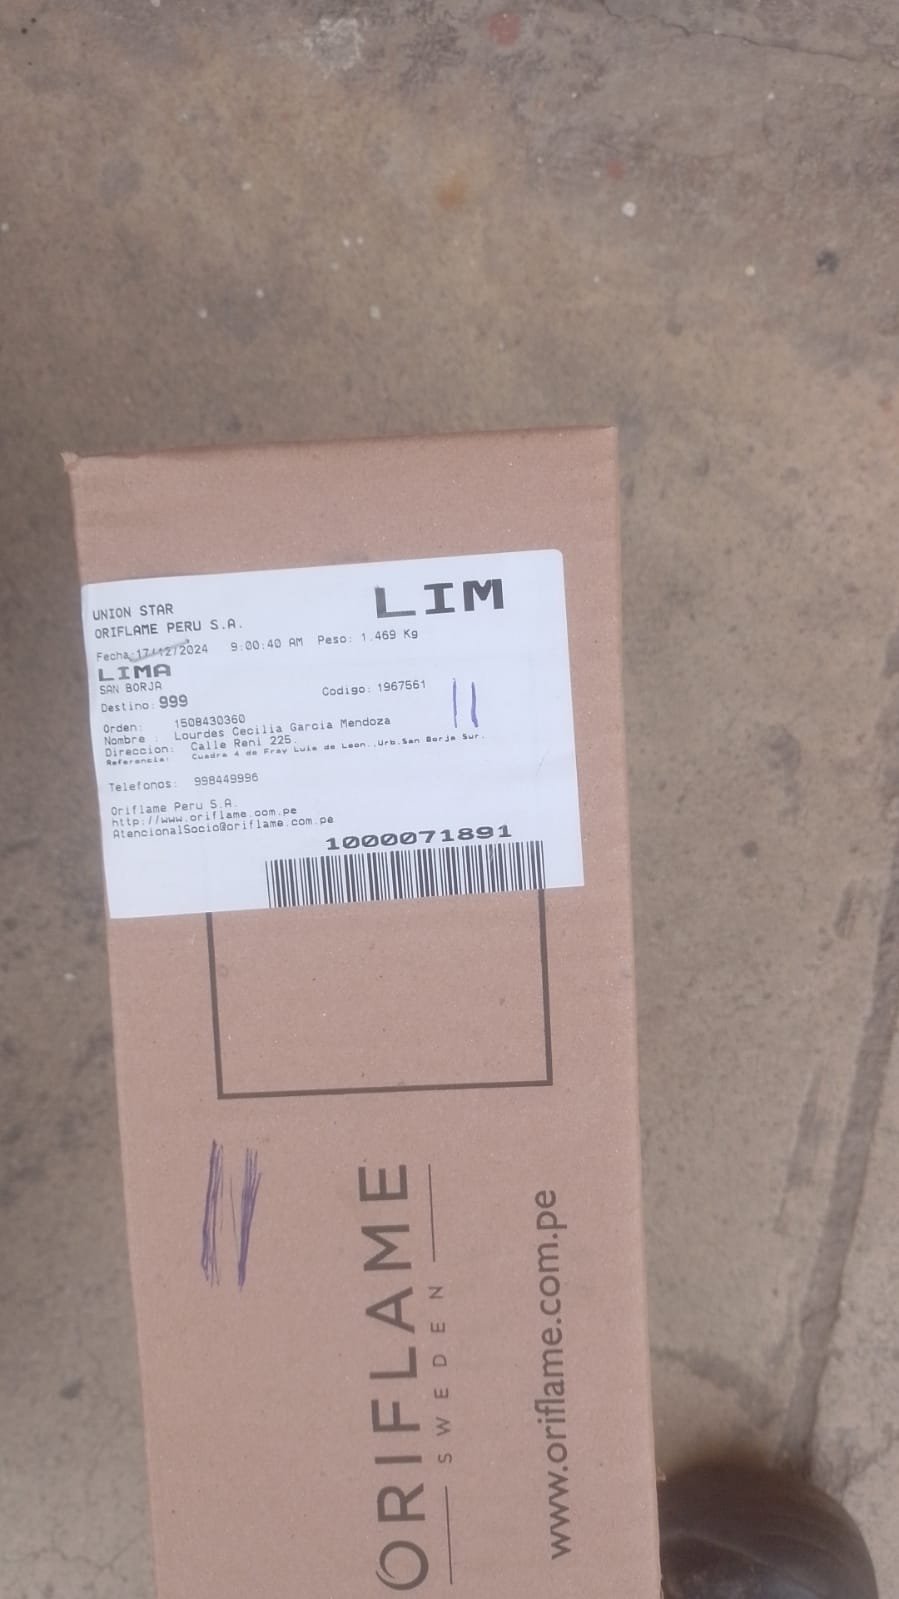 LIM
UNION STAR
ORIFLAME PERU S.A.
Fecha:17/12/2024 9:00:40 AM Peso: 1.469 Kg
LIMA
SAN BORJA
Destino: 999 Codigo: 1967561
Orden: 1508430360
Nombre : Lourdes Cecilia Garcia Mendoza
Direccion: Calle Reni 225.
Referencia: Cuadra 4 de Fray Luis de Leon.,Urb.San Borja Sur.
Telefonos: 998449996
Oriflame Peru S.A.
http://www.oriflame.com.pe
AtencionalSocio@oriflame.com.pe
1000071891
ORIFLAME
SWEDEN
www.oriflame.com.pe